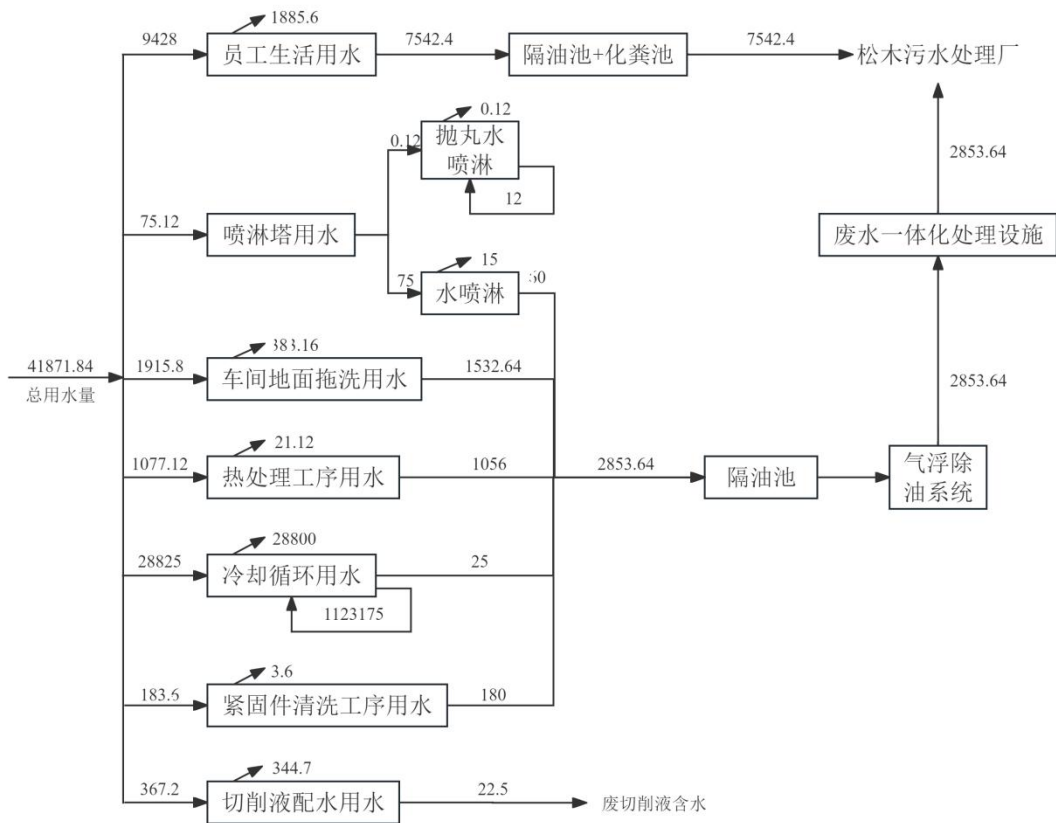 1885.6
9428
员工生活用水
7542.4
隔油池+化粪池
7542.4
松木污水处理厂
0.12
0.12
抛丸水
喷淋
12
2853.64
75.12
喷淋塔用水
废水一体化处理设施
15
75
水喷淋
41871.84
总用水量
1915.8
车间地面拖洗用水
1532.64
2853.64
21.12
1077.12
热处理工序用水
1056
2853.64
隔油池
气浮除
油系统
28800
28825
冷却循环用水
25
1123175
3.6
183.6
紧固件清洗工序用水
180
344.7
367.2
切削液配水用水
22.5
废切削液含水